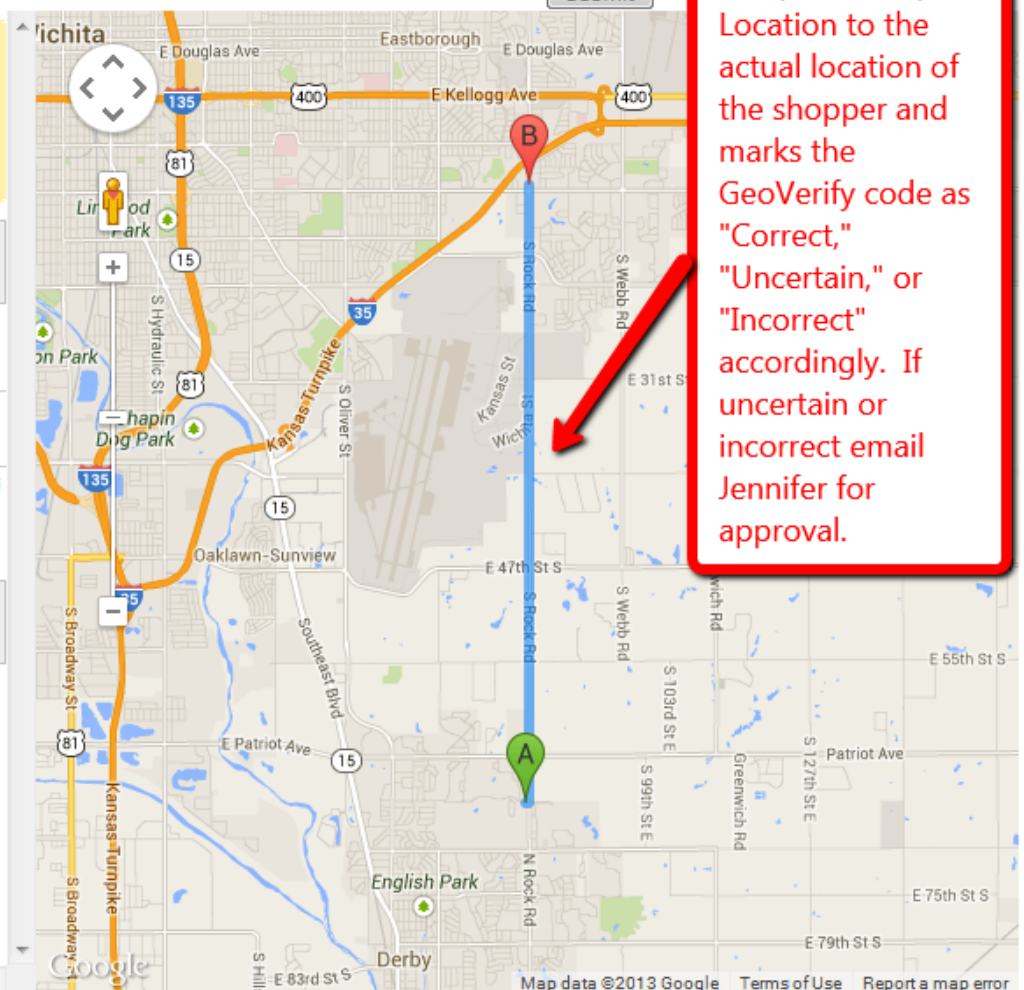 Location to the
actual location of
the shopper and
marks the
GeoVerify code as
"Correct,"
"Uncertain," or
"Incorrect"
accordingly. If
uncertain or
incorrect email
Jennifer for
approval.
Eastborough
E Douglas Ave
E Douglas Ave
135
400
E Kellogg Ave
400
B
81
Park
15
S Rock Rd
S Webb Rd
S Hydraulic St
35
on Park
Kansas Turnpike
Kansas St
E 31st S
81
S Oliver St
Chapin
Dog Park
135
15
Oaklawn-Sunview
E 47th St S
S Rock Rd
S Webb Rd
wich Rd
35
S Broadway St
Southeast Blvd
E 55th St S
S 103rd St E
81
E Patriot Ave
15
A
Patriot Ave
S 127th St E
Greenwich Rd
S 99th St E
Kansas Turnpike
English Park
N Rock Rd
E 75th St S
S Broadway
E 79th St S
Derby
Google
S Hil
E 83rd St S
Map data ©2013 Google
Terms of Use
Report a map error